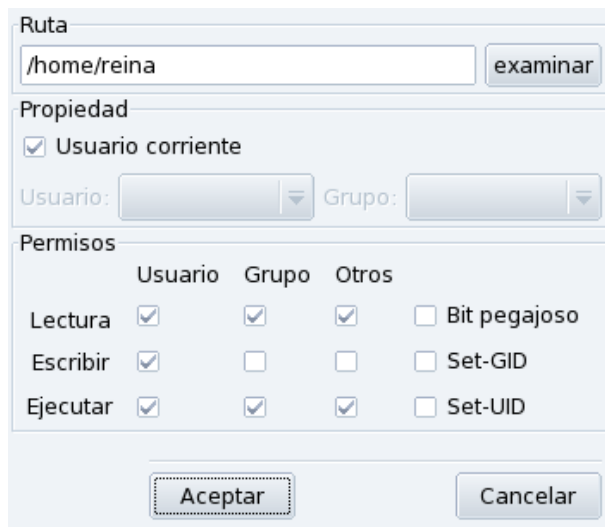 Ruta
/home/reina examinar
Propiedad
Usuario corriente
Usuario: Grupo:
Permisos
Usuario Grupo Otros
Lectura Bit pegajoso
Escribir Set-GID
Ejecutar Set-UID
Aceptar Cancelar